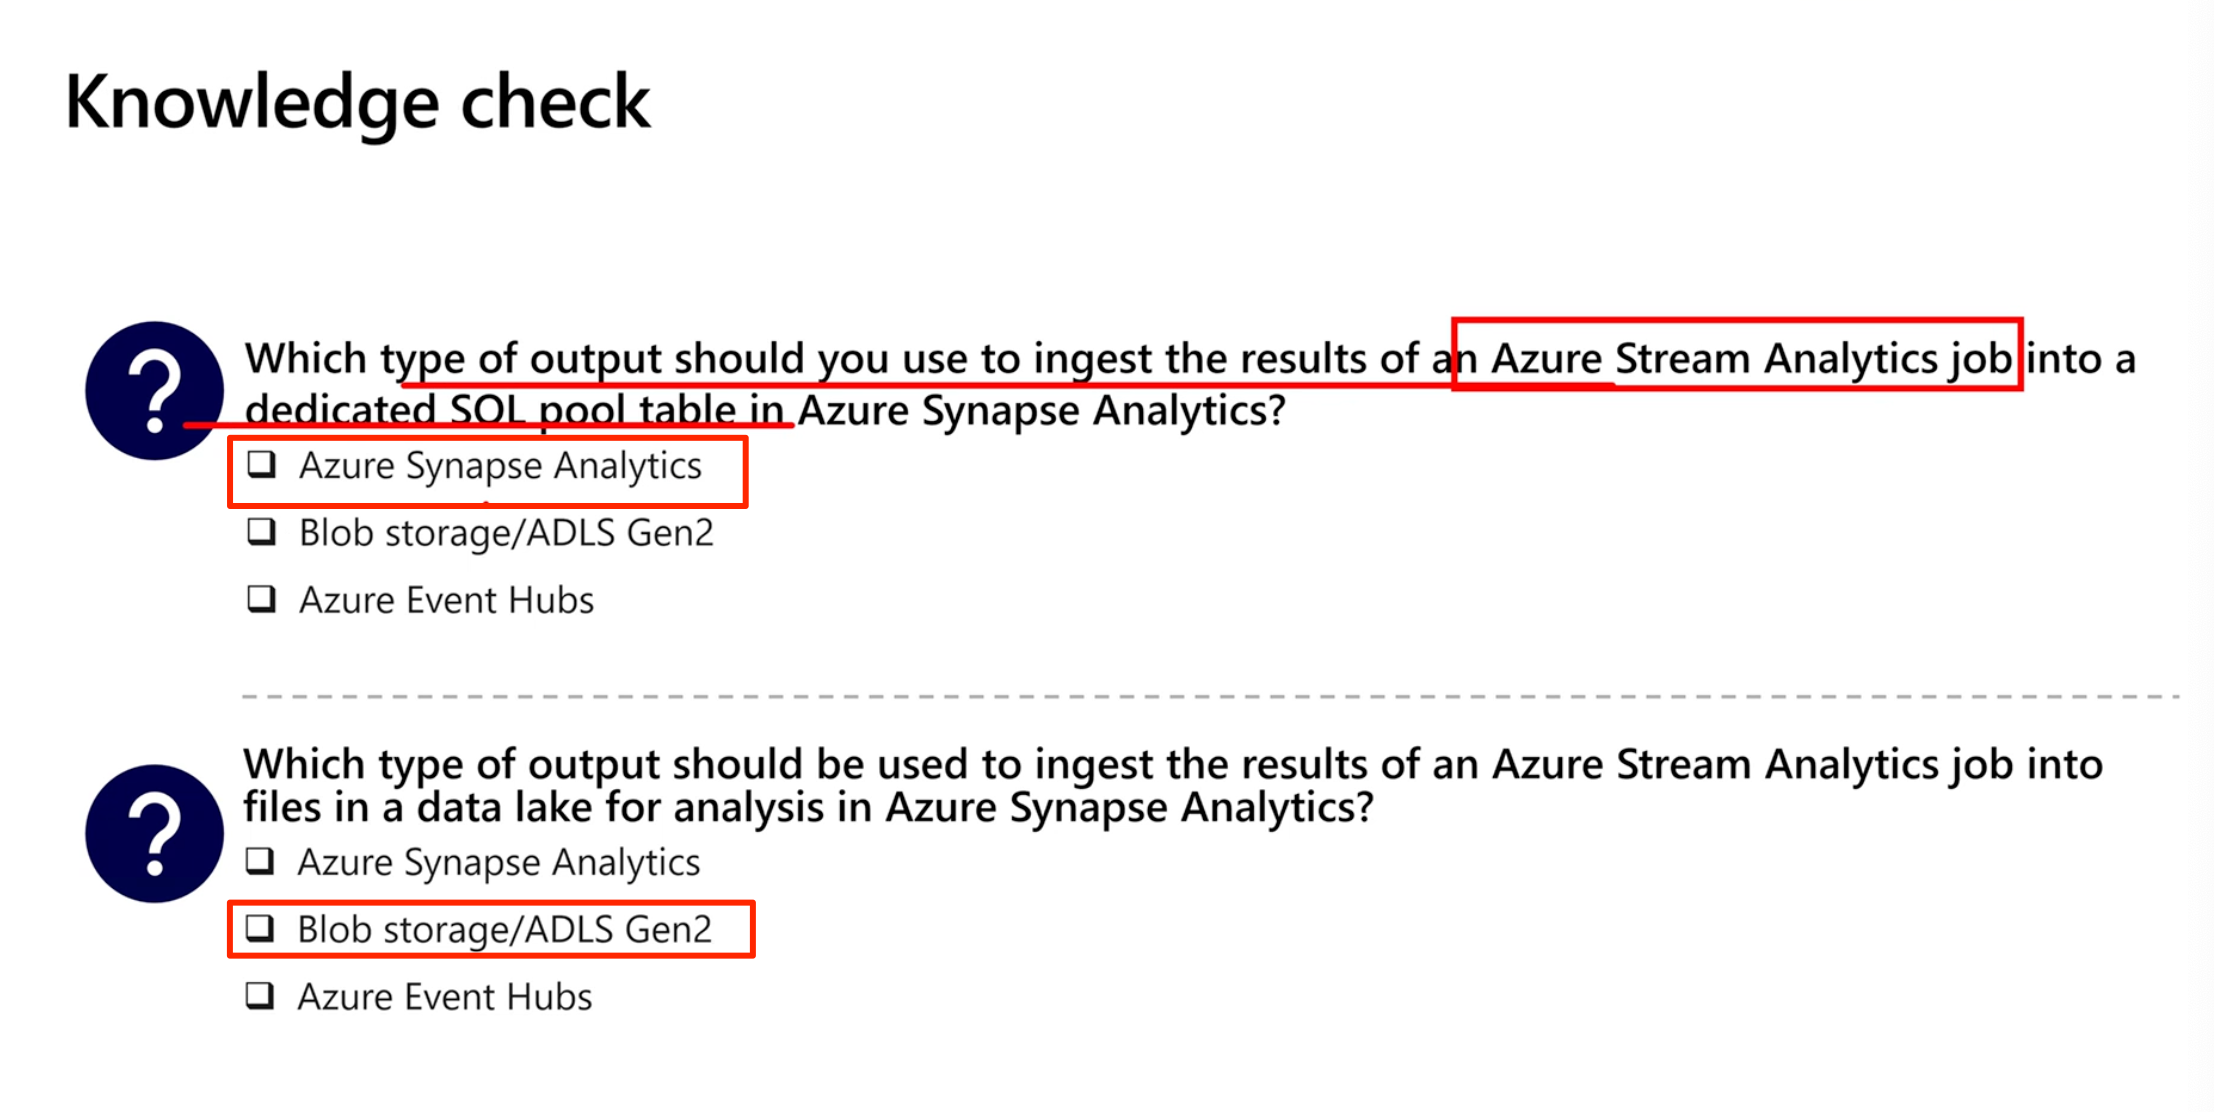 Knowledge check
Which type of output should you use to ingest the results of an Azure Stream Analytics job into a
dedicated SQL pool table in Azure Synapse Analytics?
❑ Azure Synapse Analytics
❑ Blob storage/ADLS Gen2
❑ Azure Event Hubs
Which type of output should be used to ingest the results of an Azure Stream Analytics job into
files in a data lake for analysis in Azure Synapse Analytics?
❑ Azure Synapse Analytics
❑ Blob storage/ADLS Gen2
❑ Azure Event Hubs